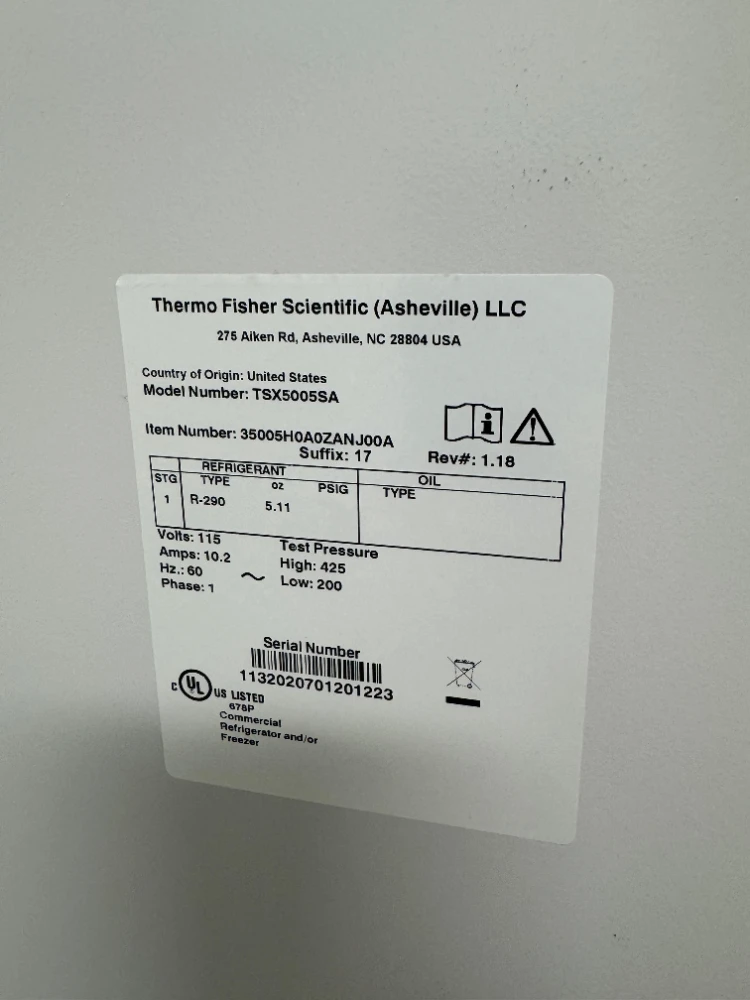 Thermo Fisher Scientific (Asheville) LLC
275 Aiken Rd, Asheville, NC 28804 USA
Country of Origin: United States
Model Number: TSX5005SA
Item Number: 35005H0A0ZANJ00A
Suffix: 17
Rev#: 1.18
REFRIGERANT
OIL
STG TYPE OZ PSIG TYPE
1 R-290 5.11
Volts: 115
Amps: 10.2
Hz.: 60
Phase: 1
Test Pressure
High: 425
Low: 200
Serial Number
1132020701201223
C UL US LISTED
678P
Commercial
Refrigerator and/or
Freezer